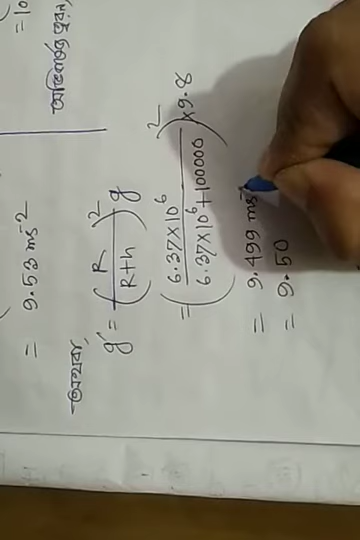 = 10
= 9.53 ms⁻²
অথবা,
g' = (R / R+h)² g
= (6.37×10⁶ / 6.37×10⁶+100000)² ×9.8
= 9.499 ms⁻
= 9.50